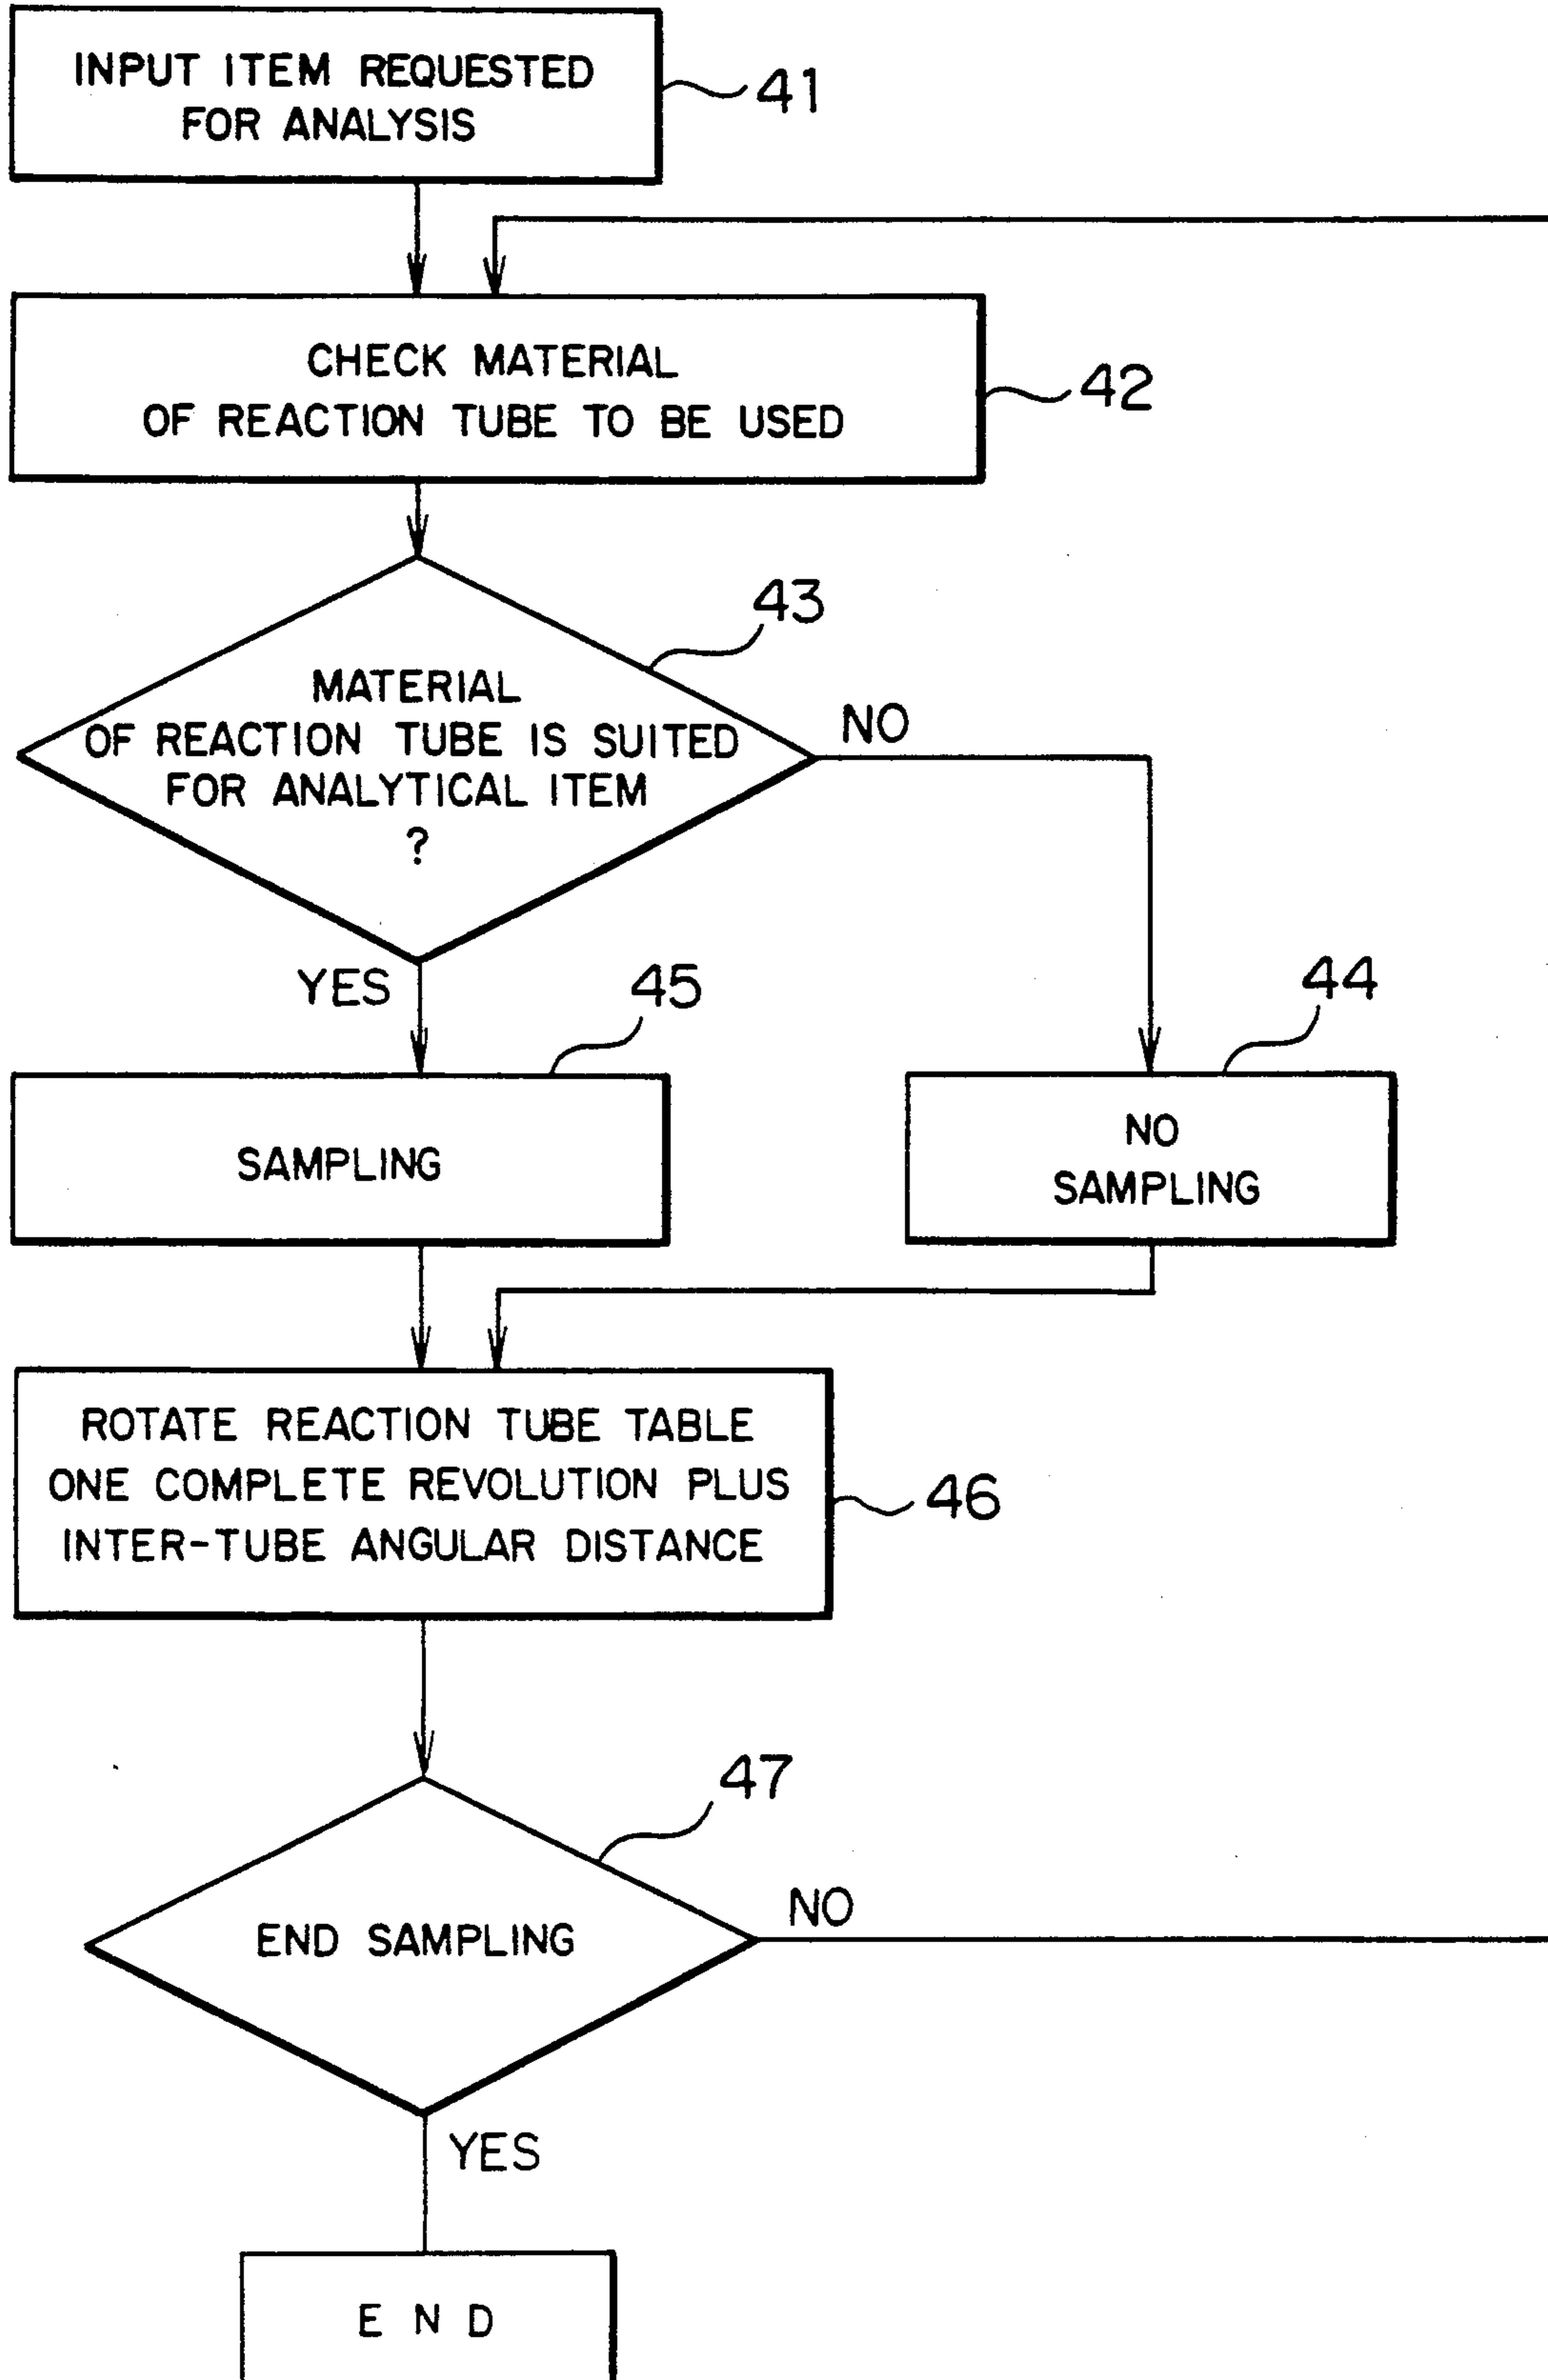 INPUT ITEM REQUESTED
FOR ANALYSIS
41
CHECK MATERIAL
OF REACTION TUBE TO BE USED
42
43
MATERIAL
OF REACTION TUBE IS SUITED
FOR ANALYTICAL ITEM
?
NO
YES
45
44
SAMPLING
NO
SAMPLING
ROTATE REACTION TUBE TABLE
ONE COMPLETE REVOLUTION PLUS
INTER-TUBE ANGULAR DISTANCE
46
47
END SAMPLING
NO
YES
END